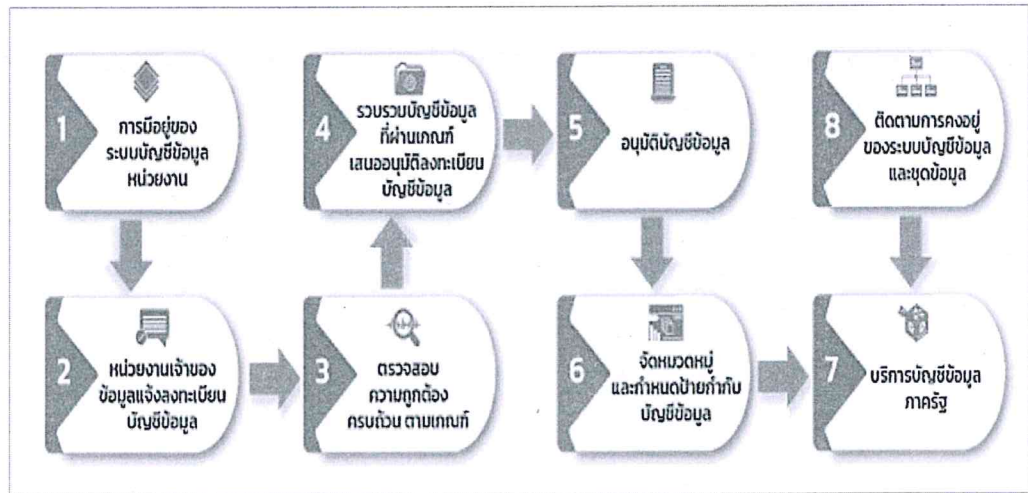 1
การมีอยู่ของ
ระบบบัญชีข้อมูล
หน่วยงาน
2
หน่วยงานเจ้าของ
ข้อมูลแจ้งลงทะเบียน
บัญชีข้อมูล
3
ตรวจสอบ
ความถูกต้อง
ครบถ้วน ตามเกณฑ์
4
รวบรวมบัญชีข้อมูล
ที่ผ่านเกณฑ์
เสนออนุมัติลงทะเบียน
บัญชีข้อมูล
5
อนุมัติบัญชีข้อมูล
6
จัดหมวดหมู่
และกำหนดป้ายกำกับ
บัญชีข้อมูล
7
บริการบัญชีข้อมูล
ภาครัฐ
8
ติดตามการคงอยู่
ของระบบบัญชีข้อมูล
และชุดข้อมูล